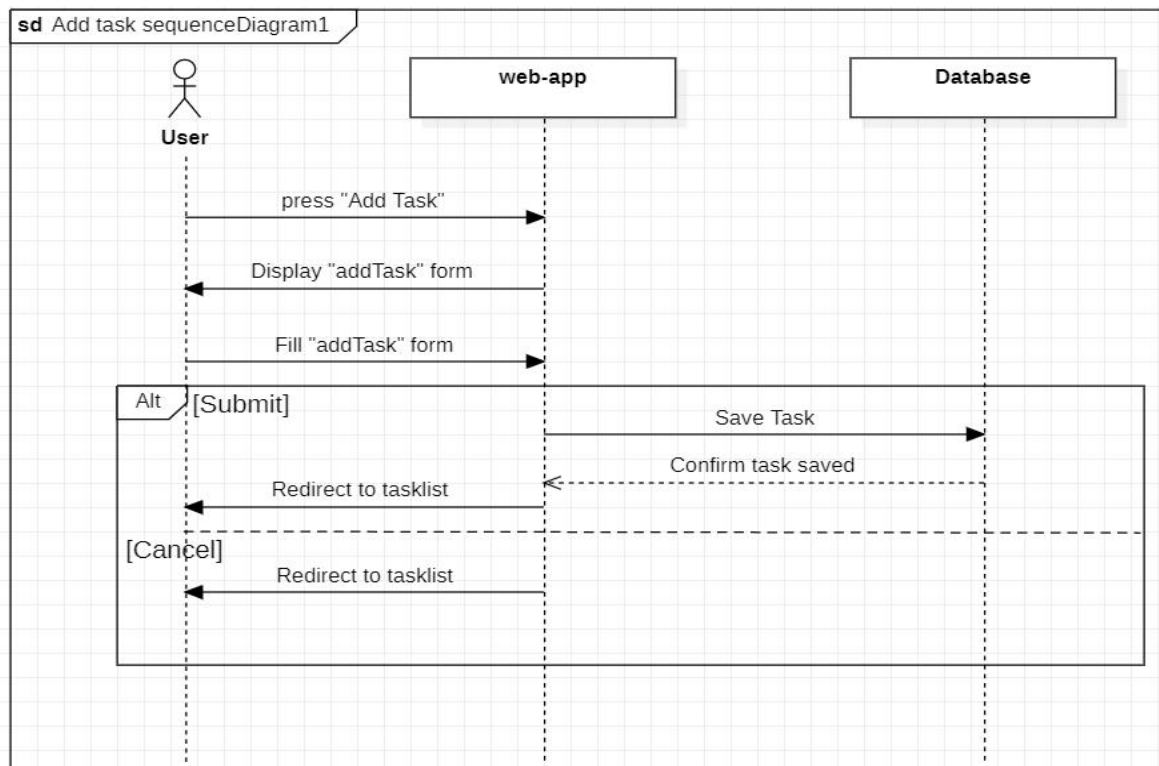 sd Add task sequenceDiagram1
web-app
Database
User
press "Add Task"
Display "addTask" form
Fill "addTask" form
Alt [Submit]
Save Task
Confirm task saved
Redirect to tasklist
[Cancel]
Redirect to tasklist